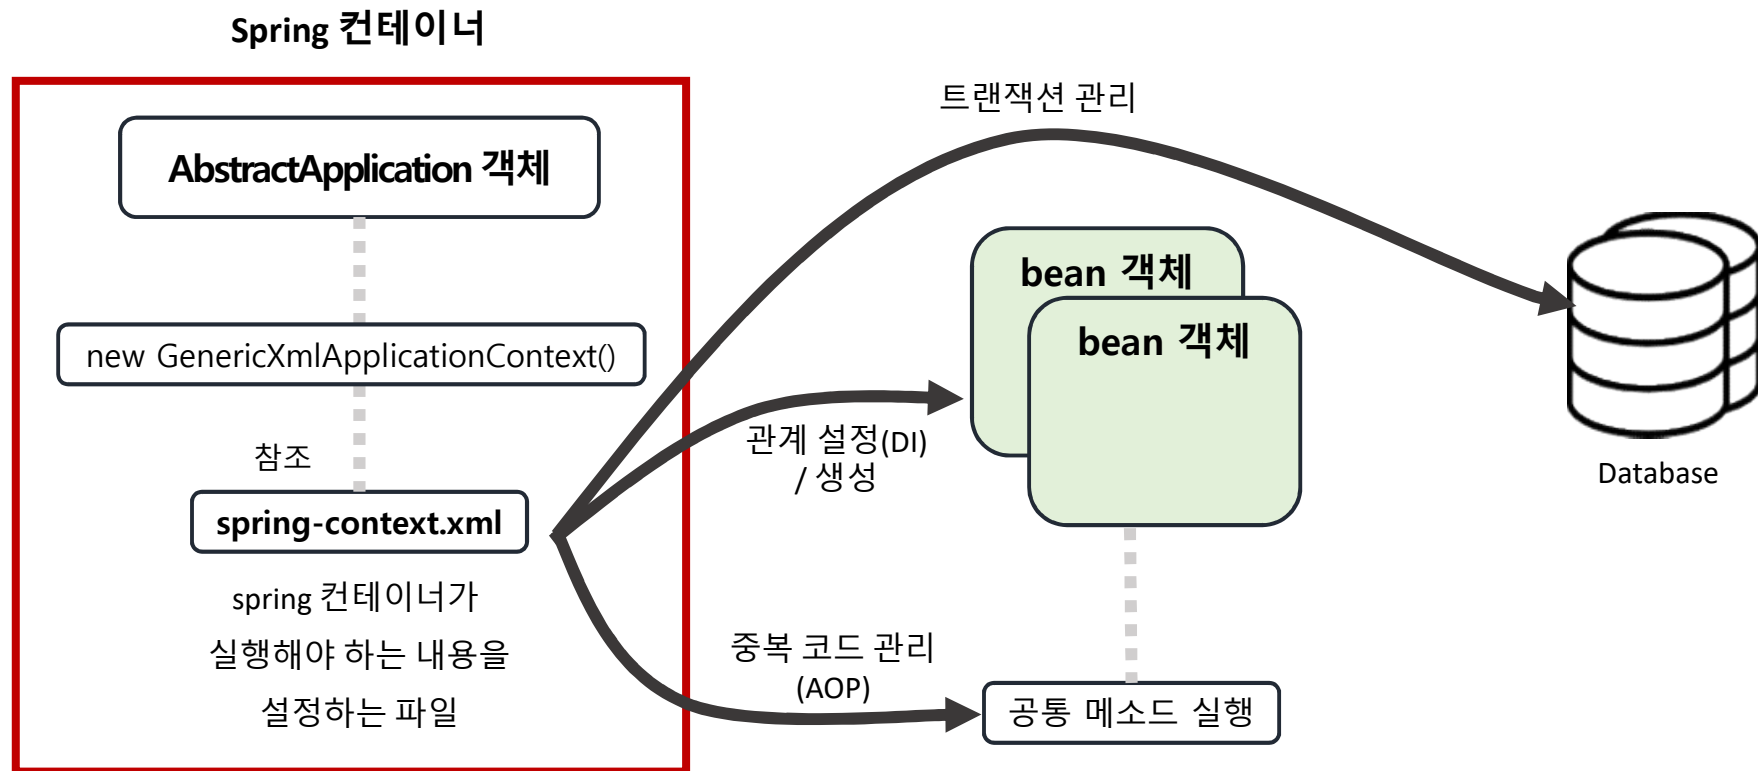 Spring 컨테이너
AbstractApplication 객체
new GenericXmlApplicationContext()
참조
spring-context.xml
spring 컨테이너가
실행해야 하는 내용을
설정하는 파일
트랜잭션 관리
bean 객체
bean 객체
관계 설정(DI)
/ 생성
중복 코드 관리
(AOP)
공통 메소드 실행
Database